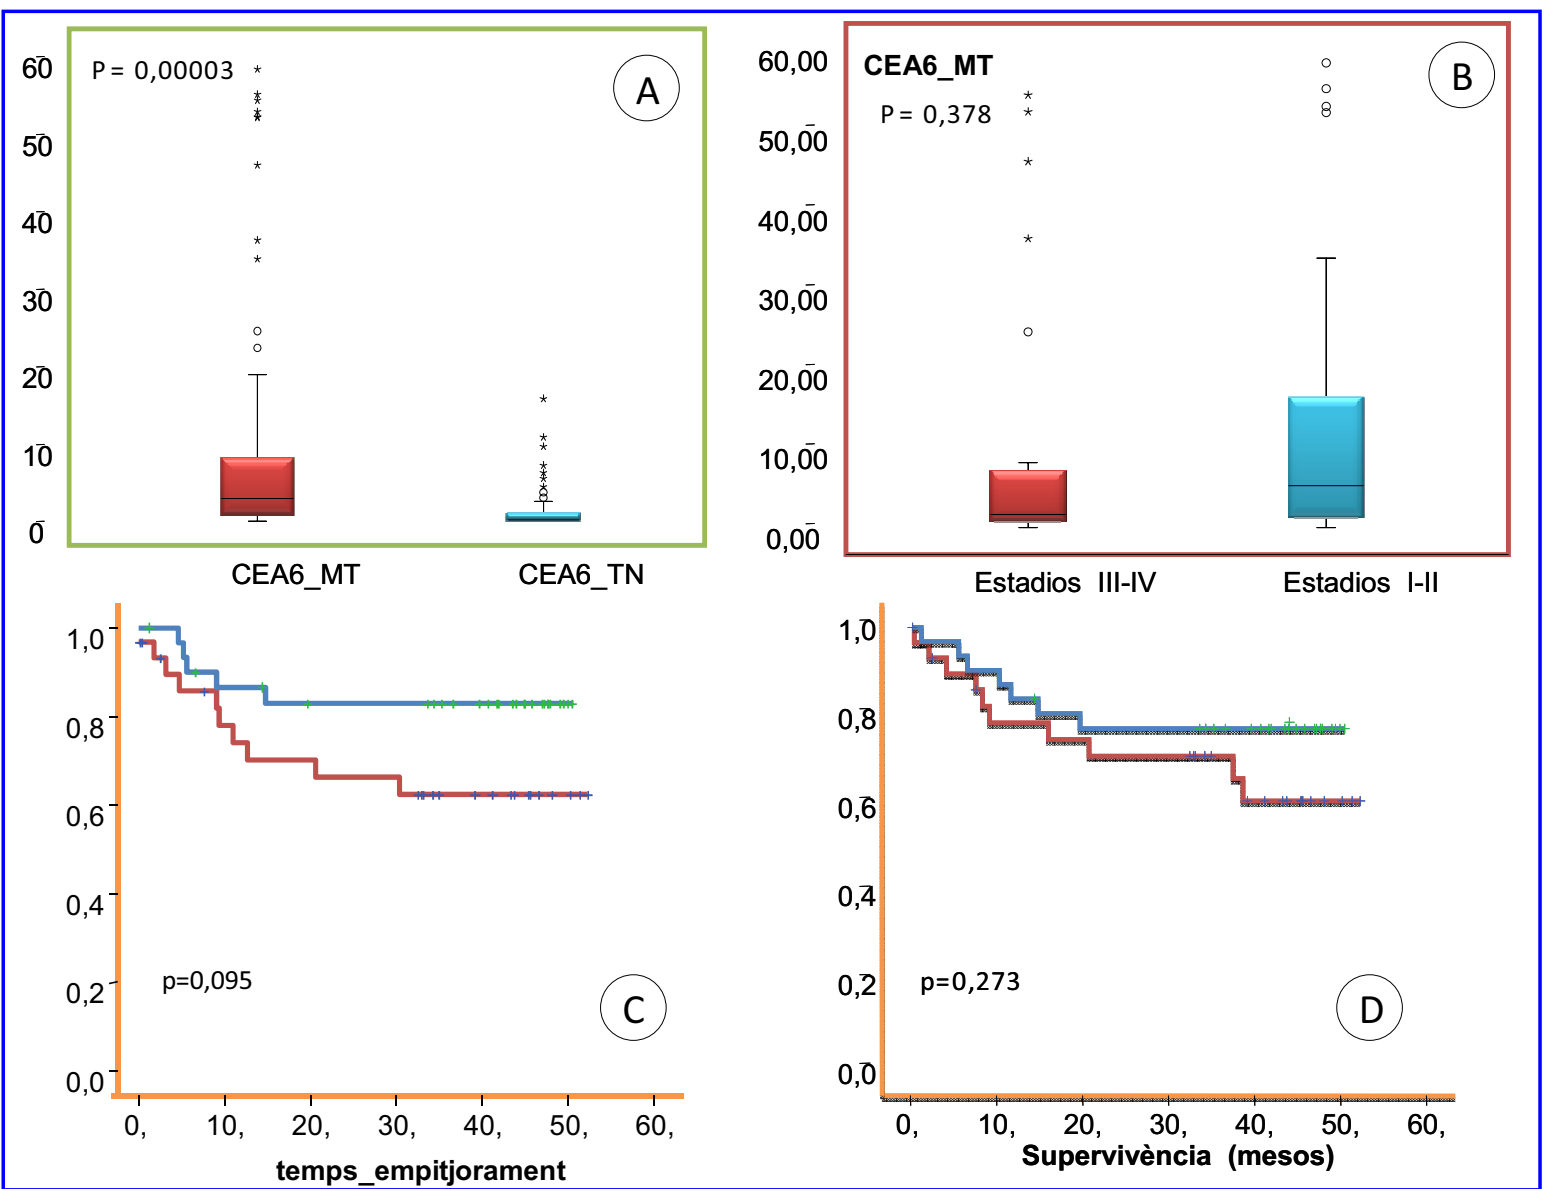 P = 0,00003
A
60
50
40
30
20
10
0
CEA6_MT
CEA6_TN
CEA6_MT
P = 0,378
B
60,00
50,00
40,00
30,00
20,00
10,00
0,00
Estadios III-IV
Estadios I-II
1,0
0,8
0,6
0,4
0,2
0,0
p=0,095
C
0,
10,
20,
30,
40,
50,
60,
temps_empitjorament
1,0
0,8
0,6
0,4
0,2
0,0
p=0,273
D
0,
10,
20,
30,
40,
50,
60,
Supervivència (mesos)